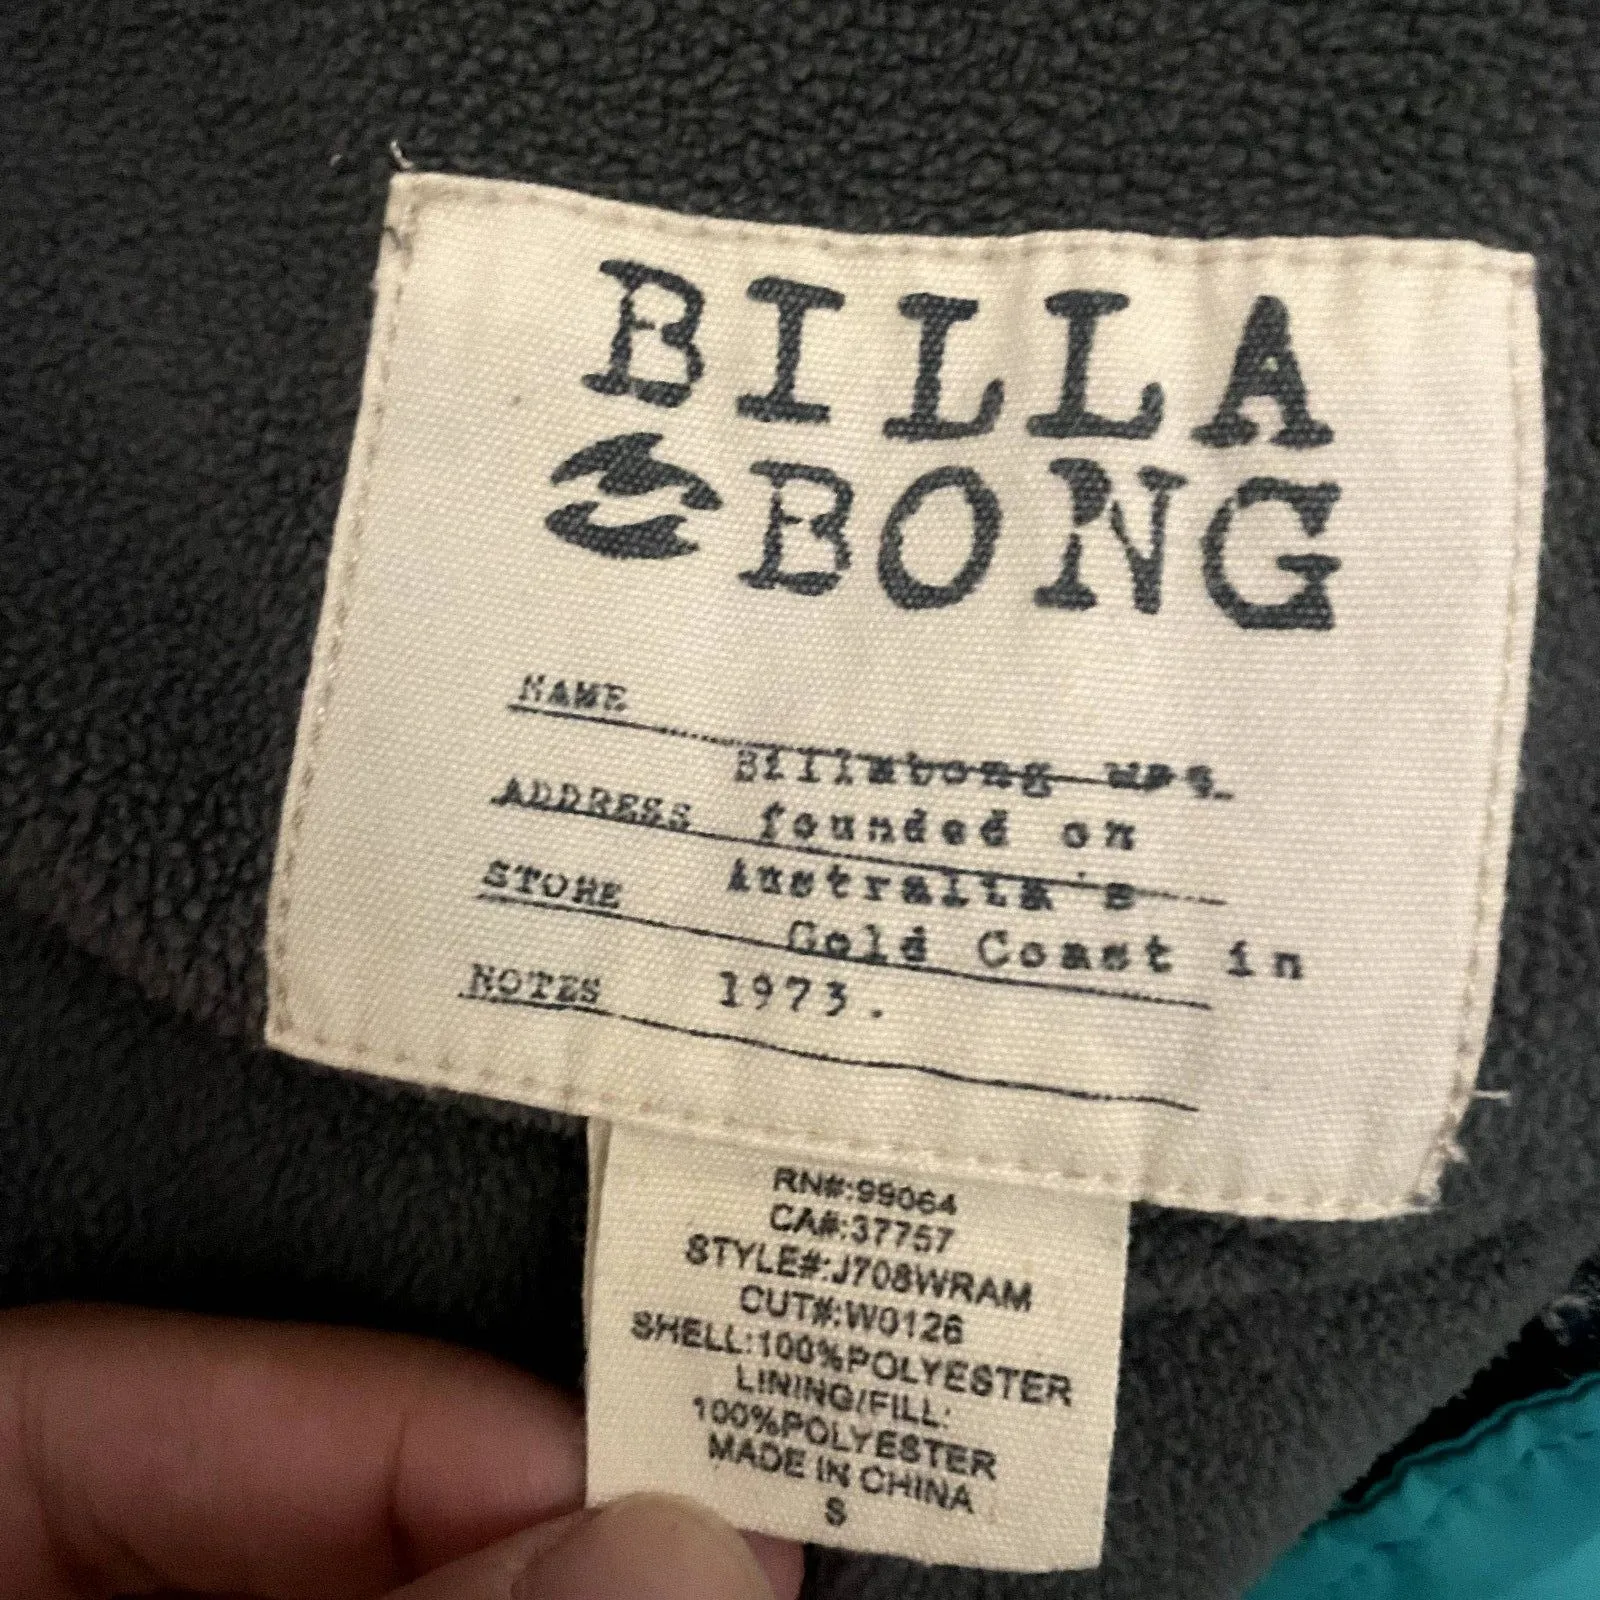 BILLA
BONG
NAME
Billabong was
ADDRESS founded on
STORE Australia's
Gold Coast in
NOTES 1973.
RN#:99064
CA#:37757
STYLE#:J708WRAM
CUT#:W0126
SHELL:100%POLYESTER
LINING/FILL:
100%POLYESTER
MADE IN CHINA
S